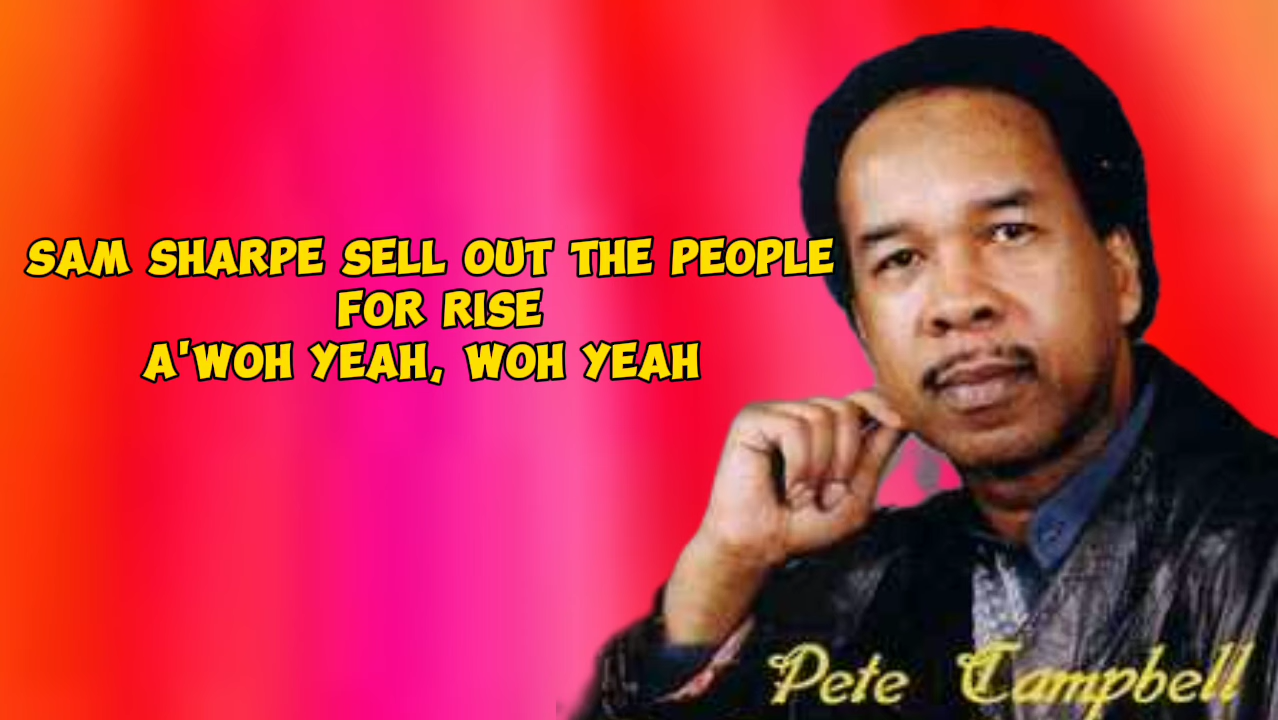 SAM SHARPE SELL OUT THE PEOPLE
FOR RISE
A'WOH YEAH, WOH YEAH
Pete Campbell